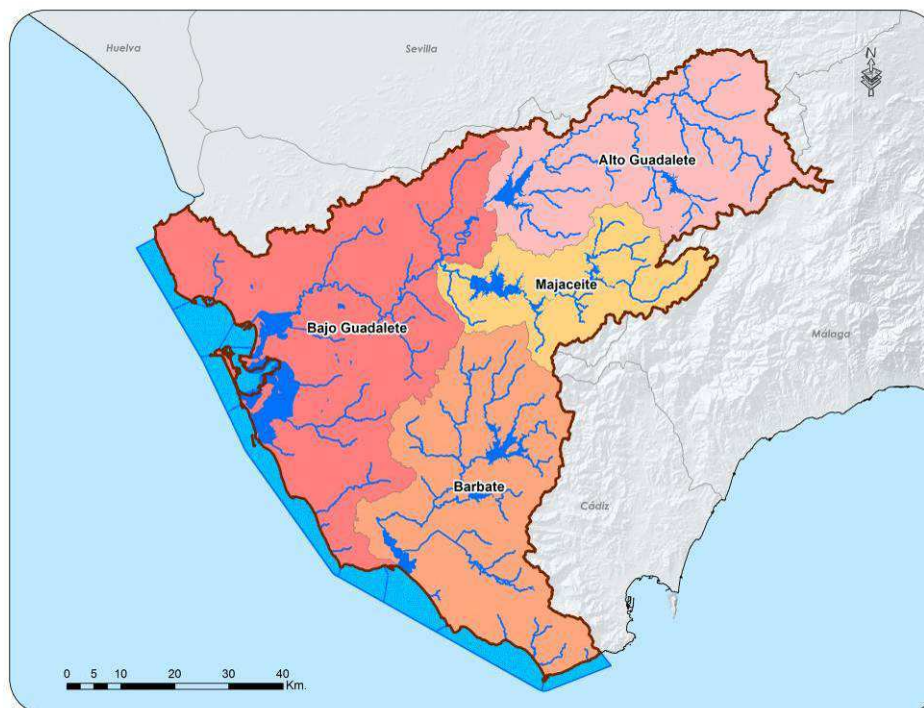 Huelva
Sevilla
N
Alto Guadalete
Majaceite
Bajo Guadalete
Málaga
Barbate
Cádiz
0 5 10 20 30 40
Km.